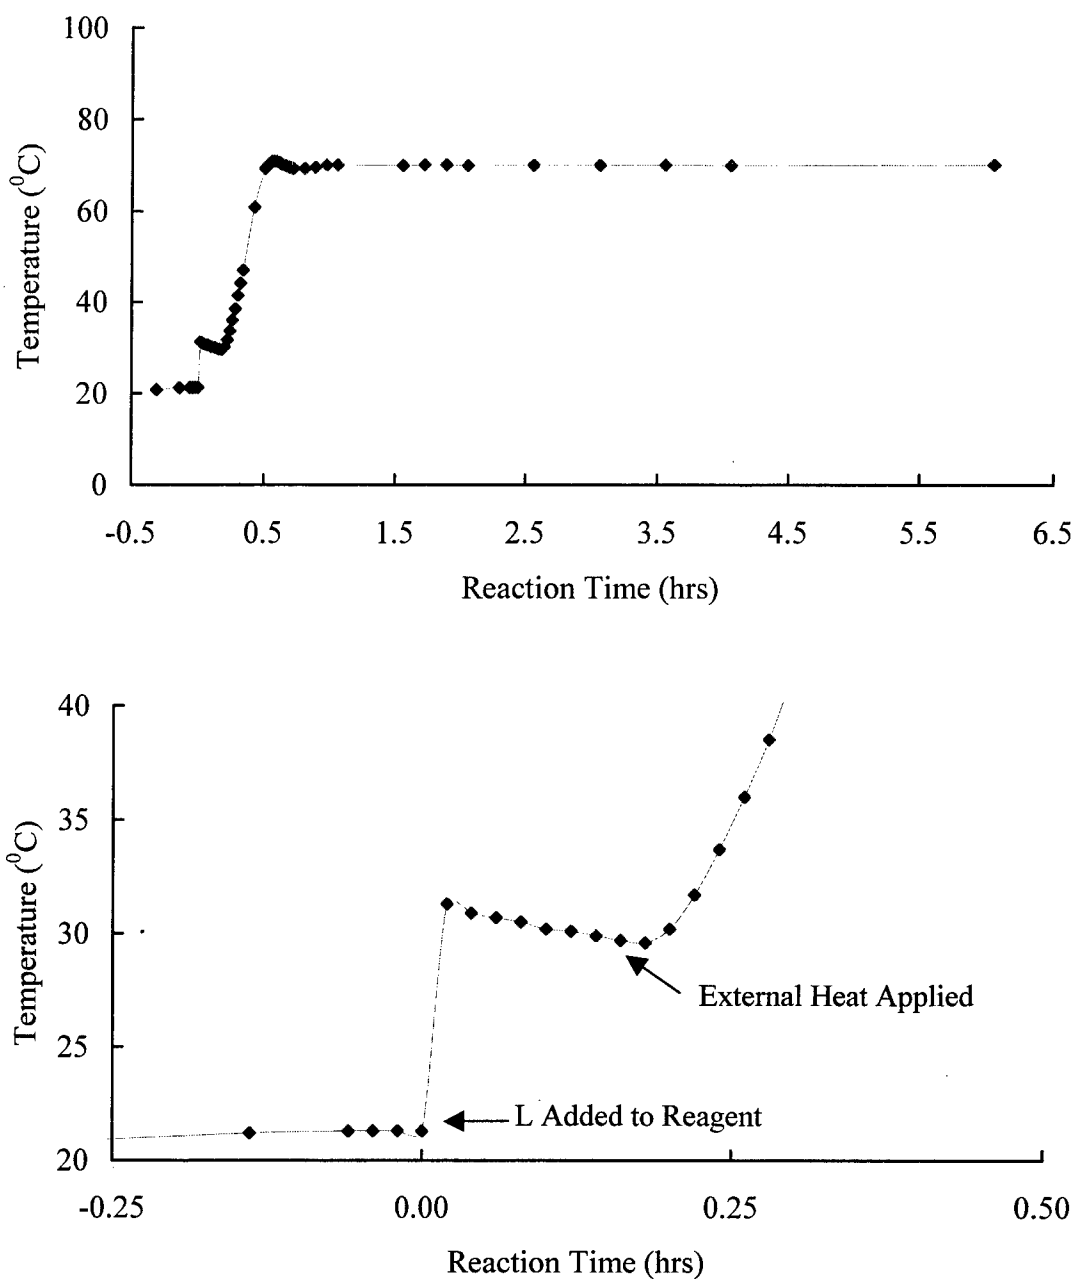 100
80
60
40
20
0
Temperature (⁰C)
-0.5 0.5 1.5 2.5 3.5 4.5 5.5 6.5
Reaction Time (hrs)
40
35
30
25
20
Temperature (⁰C)
External Heat Applied
L Added to Reagent
-0.25 0.00 0.25 0.50
Reaction Time (hrs)